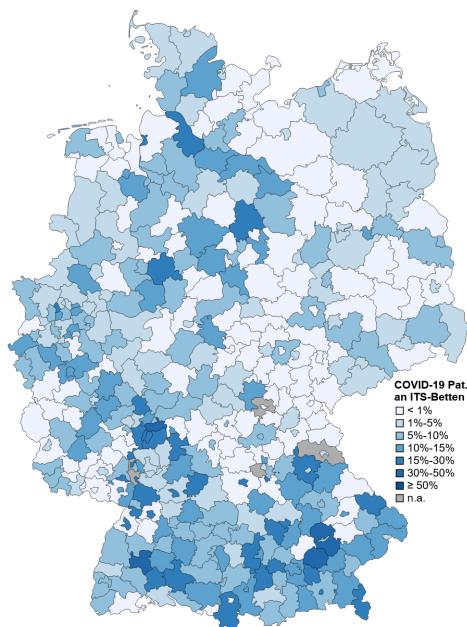 COVID-19 Pat.
an ITS-Betten
< 1%
1%-5%
5%-10%
10%-15%
15%-30%
30%-50%
≥ 50%
n.a.